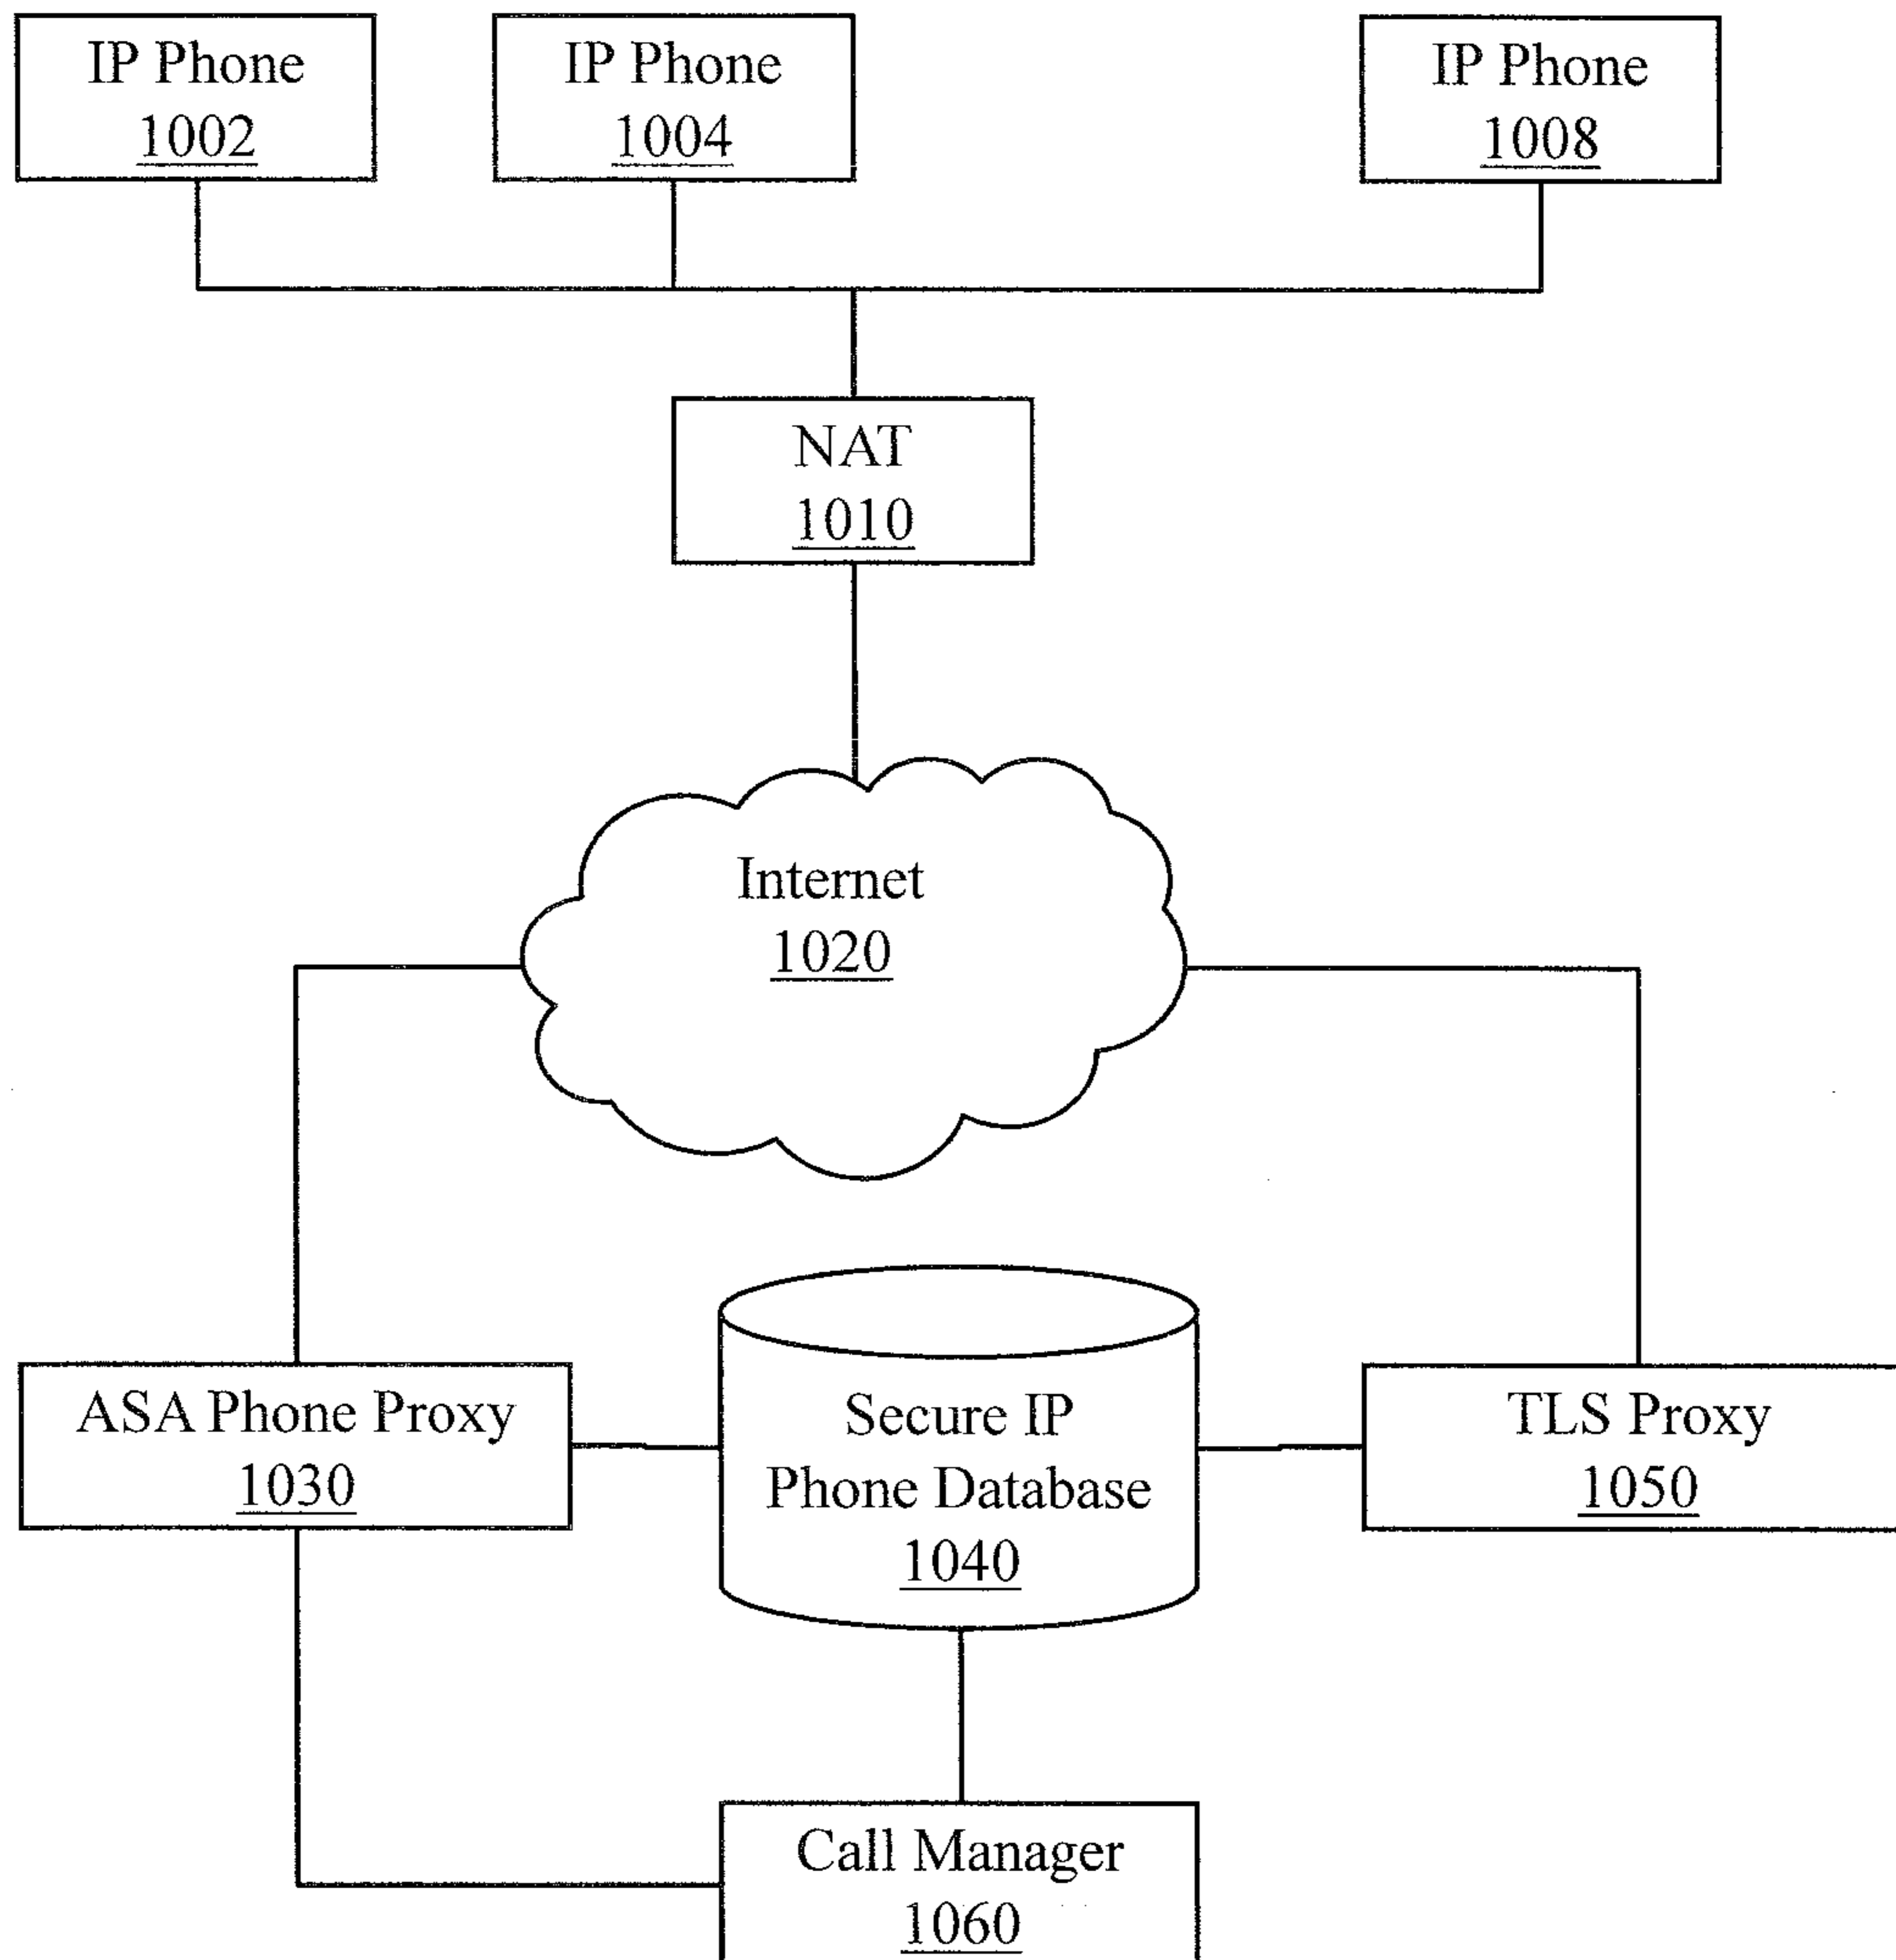 IP Phone
1002
IP Phone
1004
IP Phone
1008
NAT
1010
Internet
1020
ASA Phone Proxy
1030
Secure IP
Phone Database
1040
TLS Proxy
1050
Call Manager
1060